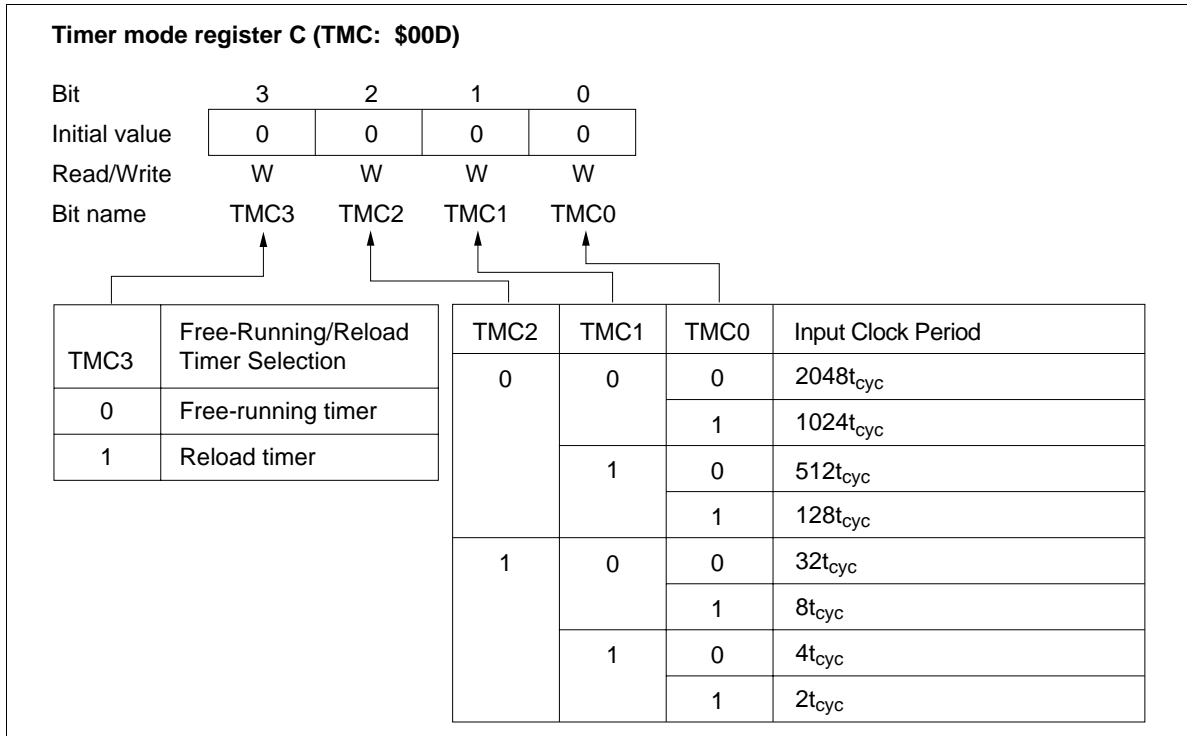 Timer mode register C (TMC: $00D)
Bit 3 2 1 0
Initial value 0 0 0 0
Read/Write W W W W
Bit name TMC3 TMC2 TMC1 TMC0
TMC3 Free-Running/Reload Timer Selection
0 Free-running timer
1 Reload timer
TMC2 TMC1 TMC0 Input Clock Period
0 0 0 2048tcyc
1 1024tcyc
1 0 512tcyc
1 128tcyc
1 0 0 32tcyc
1 8tcyc
1 0 4tcyc
1 2tcyc